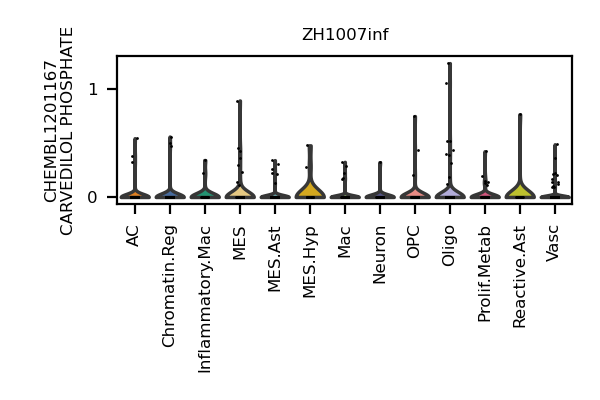 ZH1007inf
CHEMBL1201167
CARVEDILOL PHOSPHATE
1
0
AC
Chromatin.Reg
Inflammatory.Mac
MES
MES.Ast
MES.Hyp
Mac
Neuron
OPC
Oligo
Prolif.Metab
Reactive.Ast
Vasc